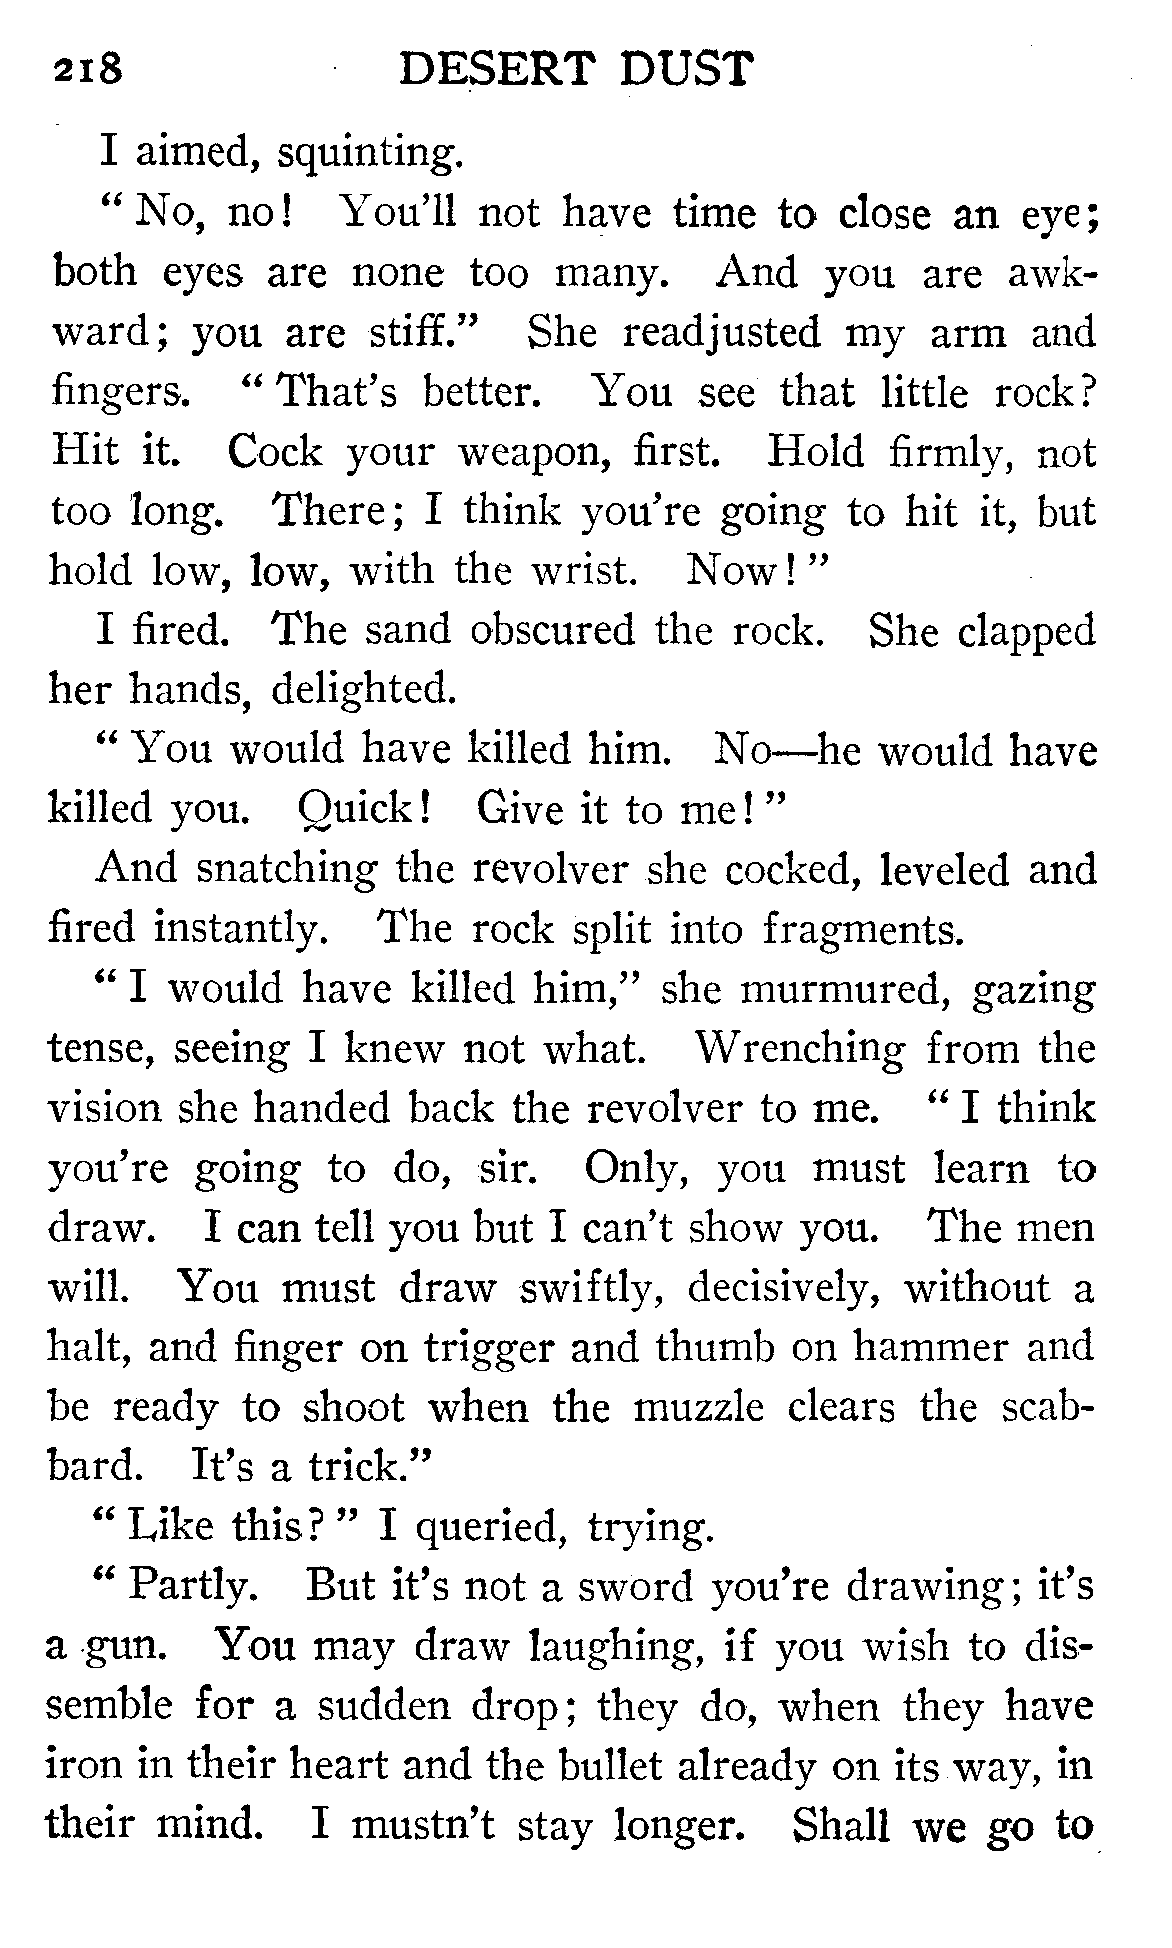 218 DESERT DUST
I aimed, squinting.
" No, no! You'll not have time to close an eye;
both eyes are none too many. And you are awk-
ward; you are stiff." She readjusted my arm and
fingers. " That's better. You see that little rock?
Hit it. Cock your weapon, first. Hold firmly, not
too long. There; I think you're going to hit it, but
hold low, low, with the wrist. Now! "
I fired. The sand obscured the rock. She clapped
her hands, delighted.
" You would have killed him. No—he would have
killed you. Quick! Give it to me! "
And snatching the revolver she cocked, leveled and
fired instantly. The rock split into fragments.
" I would have killed him," she murmured, gazing
tense, seeing I knew not what. Wrenching from the
vision she handed back the revolver to me. " I think
you're going to do, sir. Only, you must learn to
draw. I can tell you but I can't show you. The men
will. You must draw swiftly, decisively, without a
halt, and finger on trigger and thumb on hammer and
be ready to shoot when the muzzle clears the scab-
bard. It's a trick."
" Like this? " I queried, trying.
" Partly. But it's not a sword you're drawing; it's
a gun. You may draw laughing, if you wish to dis-
semble for a sudden drop; they do, when they have
iron in their heart and the bullet already on its way, in
their mind. I mustn't stay longer. Shall we go to